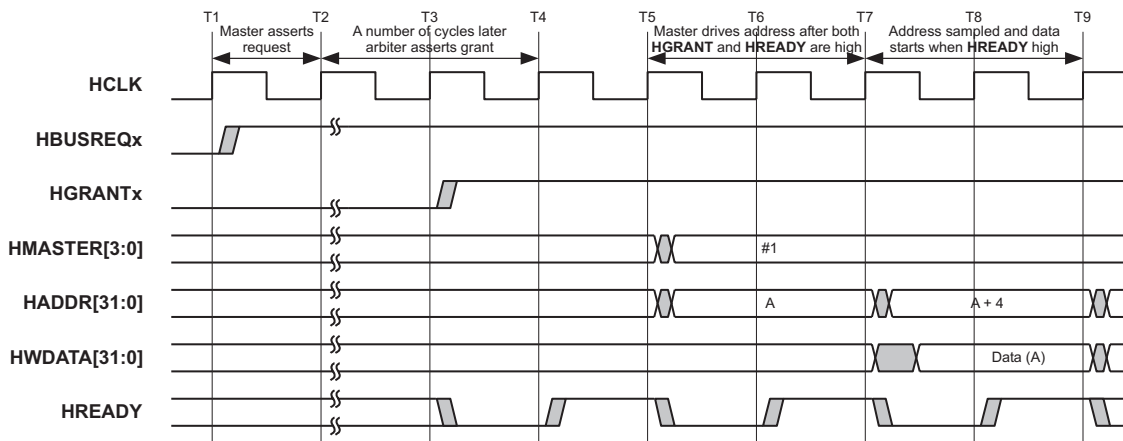 T1 T2 T3 T4 T5 T6 T7 T8 T9
Master asserts
request
A number of cycles later
arbiter asserts grant
Master drives address after both
HGRANT and HREADY are high
Address sampled and data
starts when HREADY high
HCLK
HBUSREQx
HGRANTx
HMASTER[3:0]
#1
HADDR[31:0]
A
A + 4
HWDATA[31:0]
Data (A)
HREADY